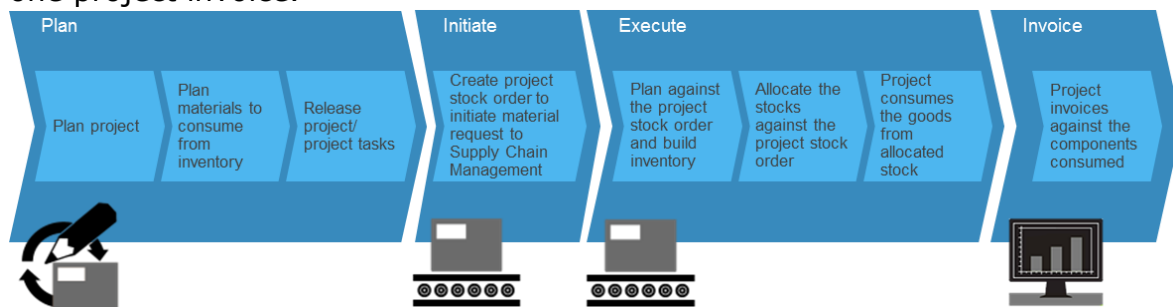 one project invoice.
Plan
Plan project
Plan
materials to
consume
from
inventory
Release
project/
project tasks
Initiate
Create project
stock order to
initiate material
request to
Supply Chain
Management
Execute
Plan against
the project
stock order
and build
inventory
Allocate the
stocks
against the
project stock
order
Project
consumes
the goods
from
allocated
stock
Invoice
Project
invoices
against the
components
consumed